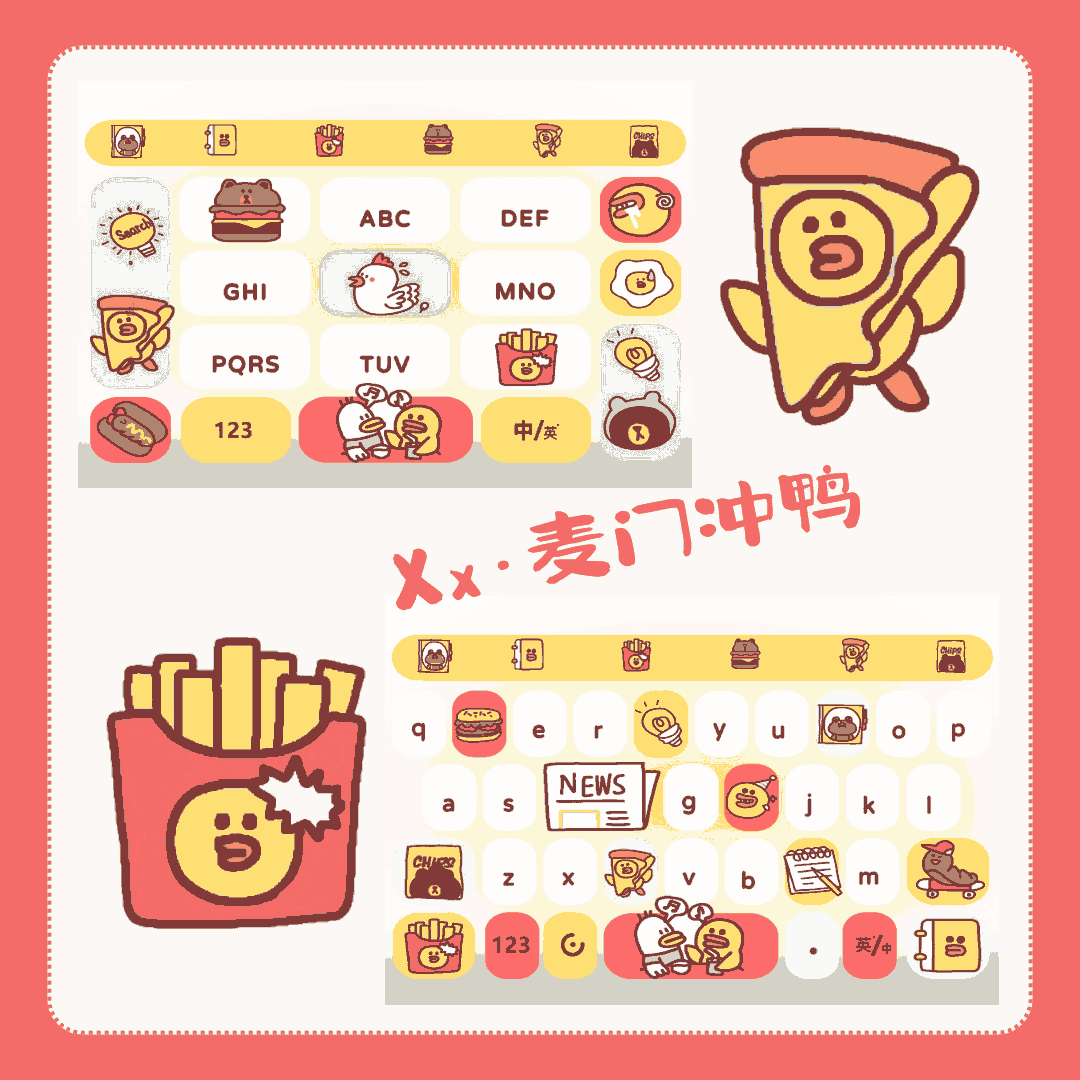 CHIPS
Search
ABC
DEF
GHI
MNO
PQRS
TUV
123
中/英
Xx·麦门冲鸭
CHIPS
q e r y u o p
a s NEWS g j k l
CHIPS z x v b m
123 . 英/中